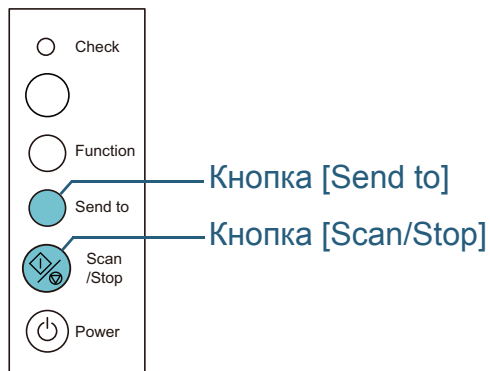 Check
Function
Кнопка [Send to]
Send to
Кнопка [Scan/Stop]
Scan
/Stop
Power